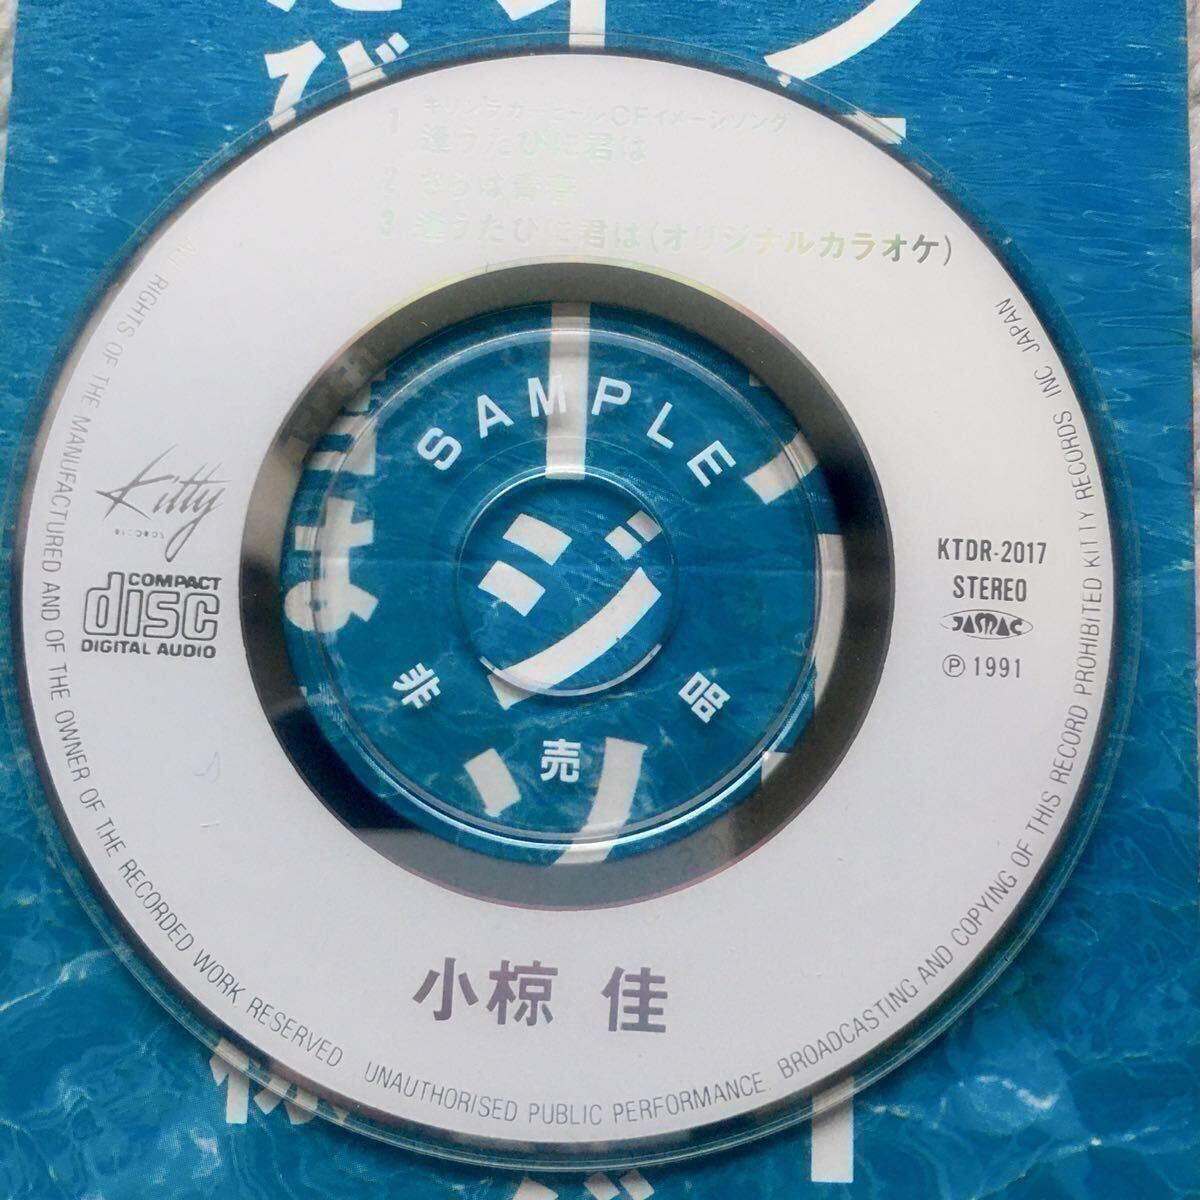 キリンラガービールCFイメージソング
1 逢うたびに君は
2 さらば青春
3 逢うたびに君は(オリジナルカラオケ)
SAMPLE
非売品
Kitty
RECORDS
COMPACT
disc
DIGITAL AUDIO
KTDR-2017
STEREO
JASRAC
Ⓟ 1991
小椋 佳
ALL RIGHTS OF THE MANUFACTURED AND OF THE OWNER OF THE RECORDED WORK RESERVED UNAUTHORISED PUBLIC PERFORMANCE. BROADCASTING AND COPYING OF THIS RECORD PROHIBITED KITTY RECORDS INC. JAPAN